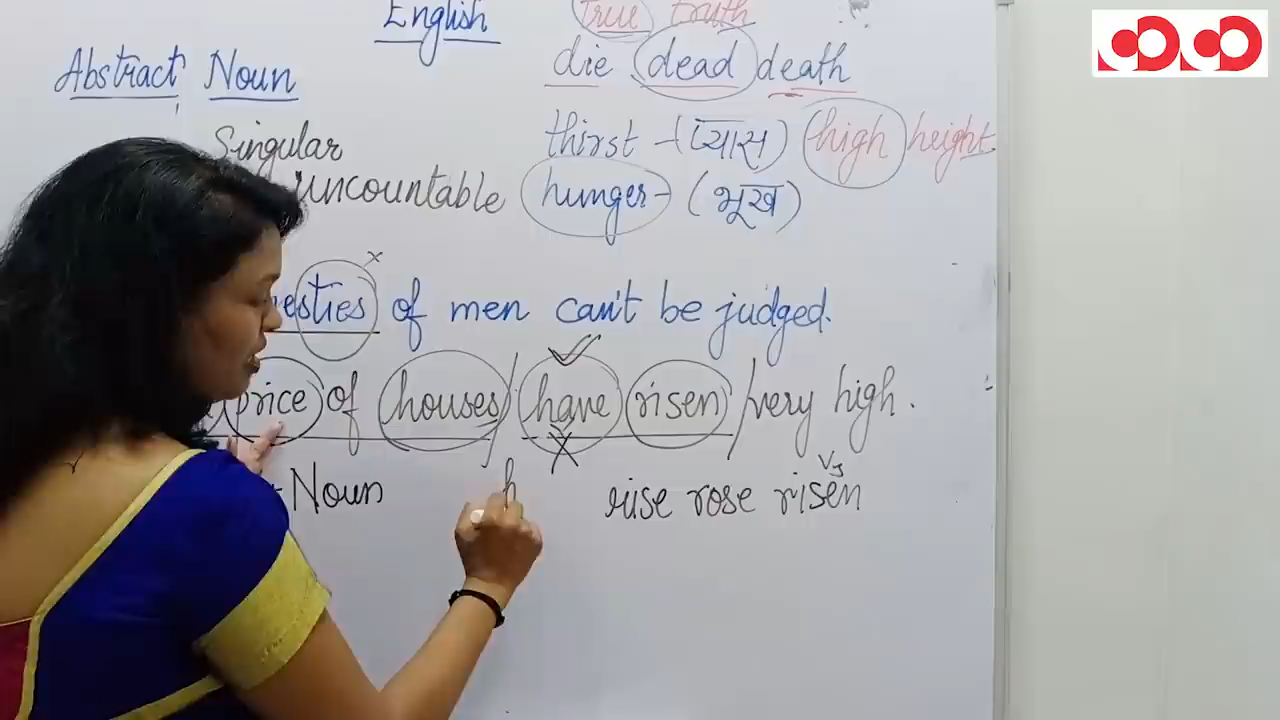 English
true truth
Abstract Noun
die dead death
Singular
thirst - (प्यास) high height
uncountable
hunger - (भूख)
esties of men can't be judged.
price of houses / have risen / very high.
Noun
h
rise rose risen
V3